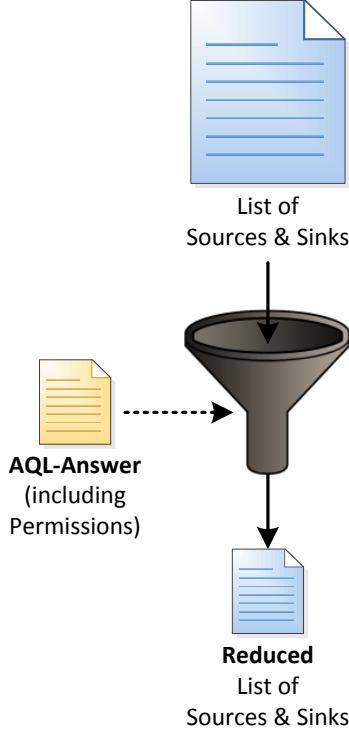 List of
Sources & Sinks
AQL-Answer
(including
Permissions)
Reduced
List of
Sources & Sinks